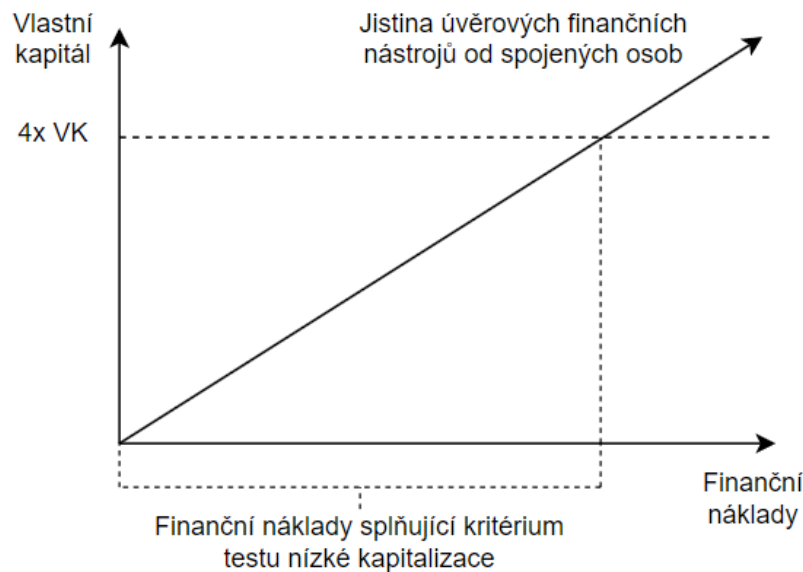 Vlastní
kapitál
Jistina úvěrových finančních
nástrojů od spojených osob
4x VK
Finanční
náklady
Finanční náklady splňující kritérium
testu nízké kapitalizace